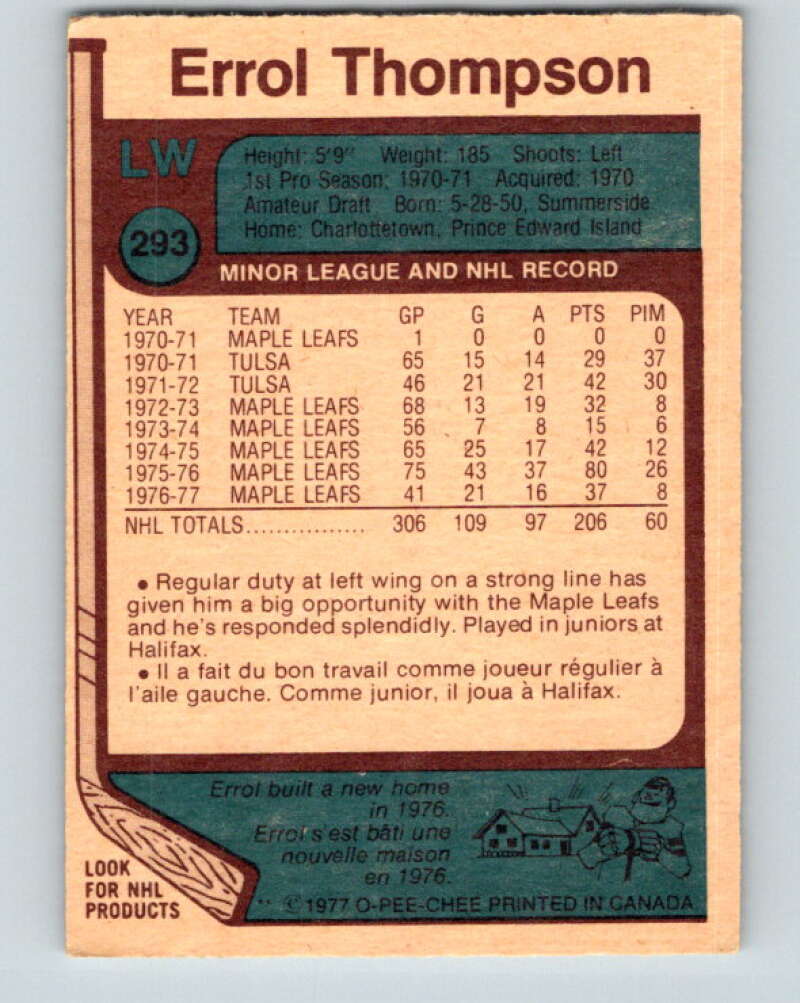 Errol Thompson
LW
293
Height: 5'9" Weight: 185 Shoots: Left
1st Pro Season: 1970-71 Acquired: 1970
Amateur Draft Born: 5-28-50, Summerside
Home: Charlottetown, Prince Edward Island
MINOR LEAGUE AND NHL RECORD
YEAR TEAM GP G A PTS PIM
1970-71 MAPLE LEAFS 1 0 0 0 0
1970-71 TULSA 65 15 14 29 37
1971-72 TULSA 46 21 21 42 30
1972-73 MAPLE LEAFS 68 13 19 32 8
1973-74 MAPLE LEAFS 56 7 8 15 6
1974-75 MAPLE LEAFS 65 25 17 42 12
1975-76 MAPLE LEAFS 75 43 37 80 26
1976-77 MAPLE LEAFS 41 21 16 37 8
NHL TOTALS................ 306 109 97 206 60
• Regular duty at left wing on a strong line has
given him a big opportunity with the Maple Leafs
and he's responded splendidly. Played in juniors at
Halifax.
• Il a fait du bon travail comme joueur régulier à
l'aile gauche. Comme junior, il joua à Halifax.
Errol built a new home
in 1976.
Errol s'est bâti une
nouvelle maison
en 1976.
LOOK
FOR NHL
PRODUCTS
** © 1977 O-PEE-CHEE PRINTED IN CANADA